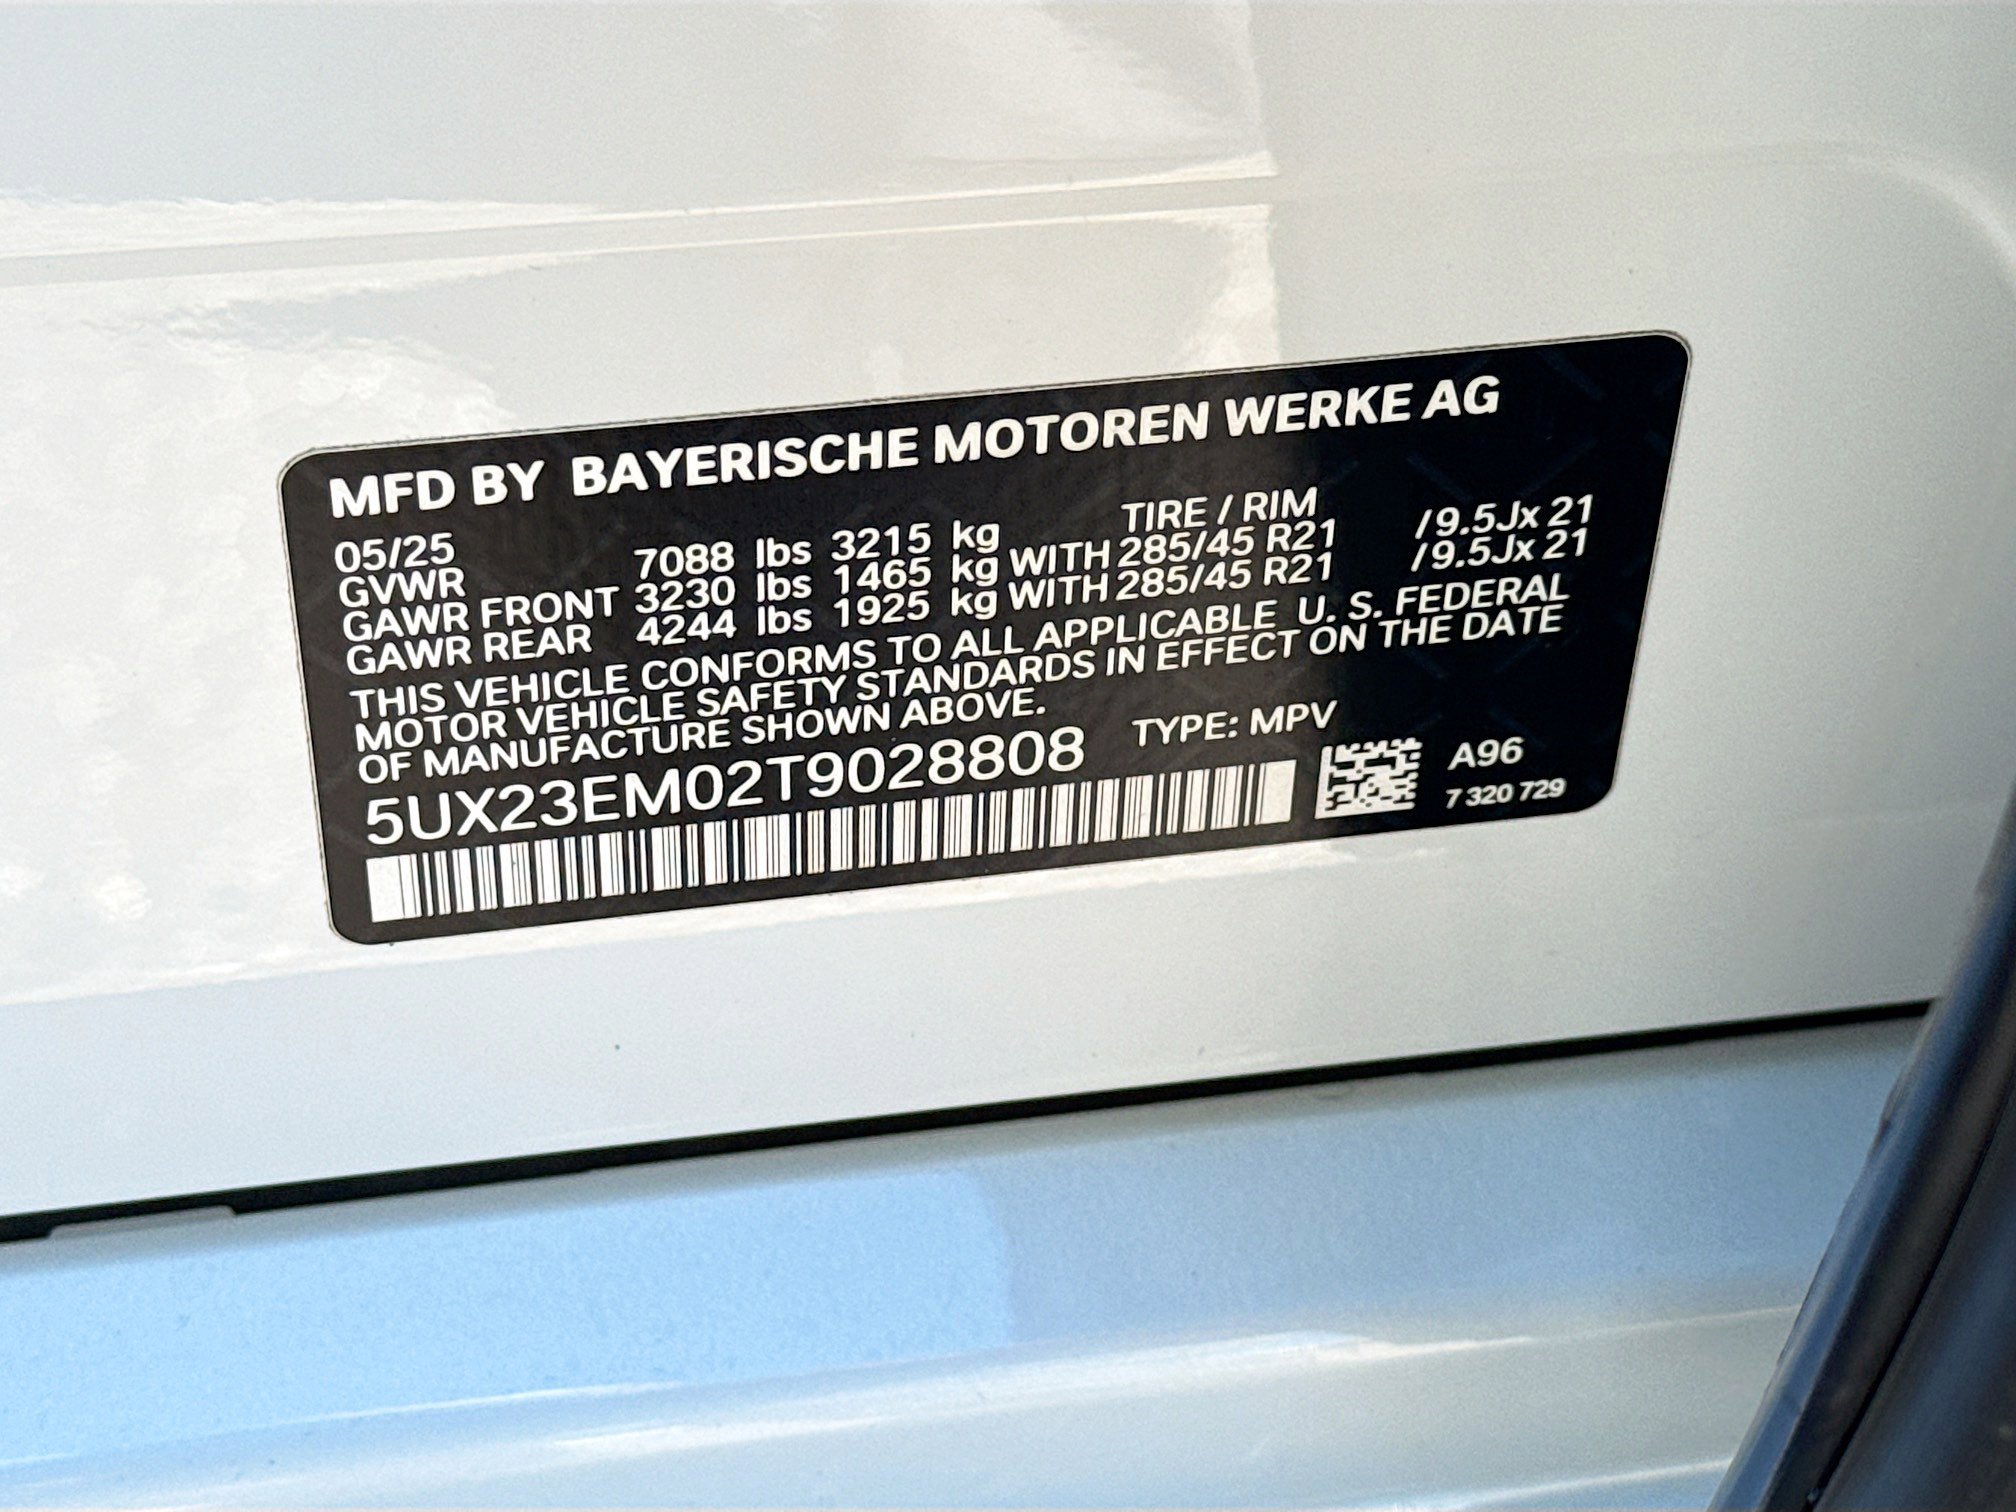 MFD BY BAYERISCHE MOTOREN WERKE AG
05/25 TIRE / RIM
GVWR 7088 lbs 3215 kg
GAWR FRONT 3230 lbs 1465 kg WITH 285/45 R21 /9.5Jx 21
GAWR REAR 4244 lbs 1925 kg WITH 285/45 R21 /9.5Jx 21
THIS VEHICLE CONFORMS TO ALL APPLICABLE U. S. FEDERAL
MOTOR VEHICLE SAFETY STANDARDS IN EFFECT ON THE DATE
OF MANUFACTURE SHOWN ABOVE.
5UX23EM02T9028808 TYPE: MPV
A96
7 320 729